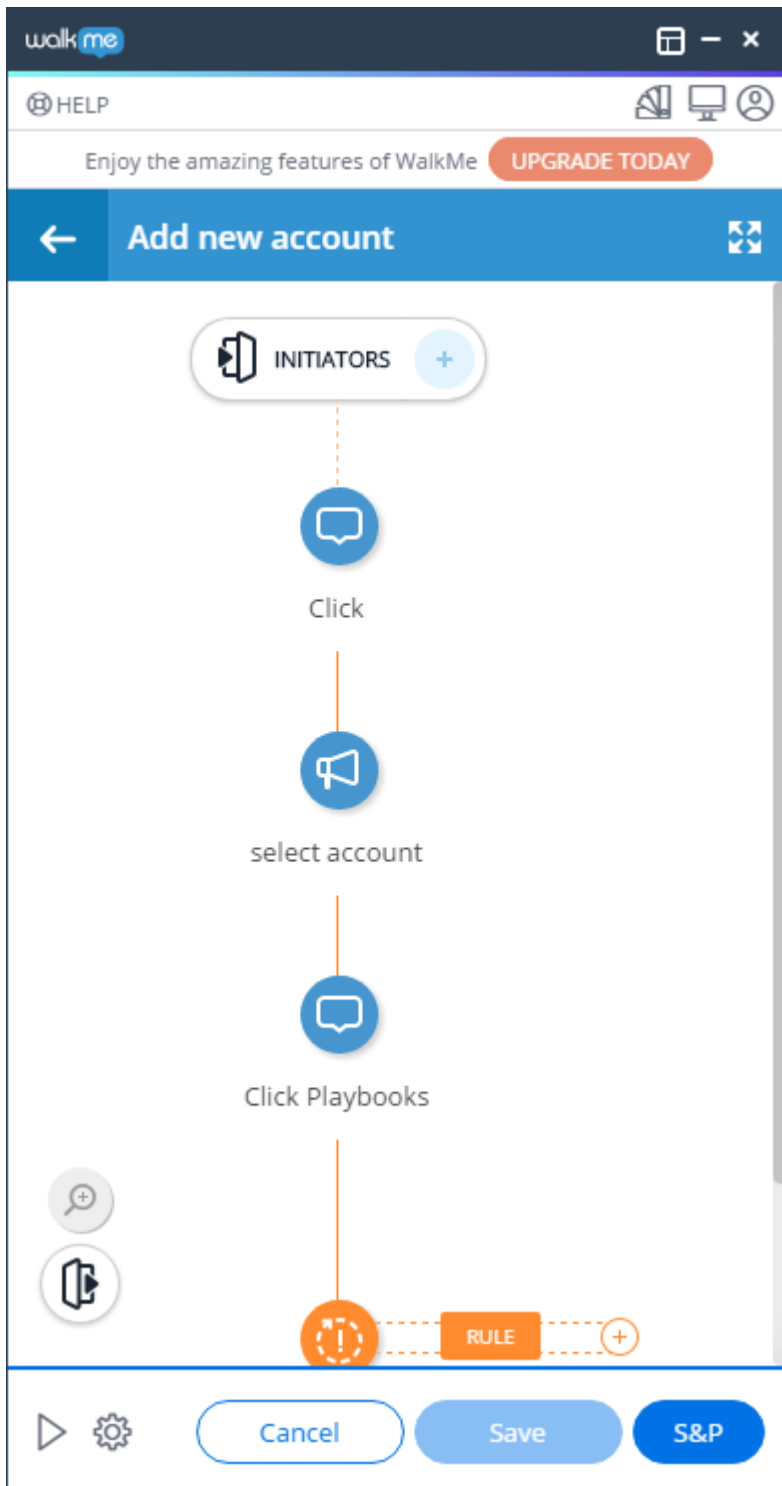 walkme
HELP
Enjoy the amazing features of WalkMe UPGRADE TODAY
Add new account
INITIATORS +
Click
select account
Click Playbooks
! RULE +
Cancel Save S&P